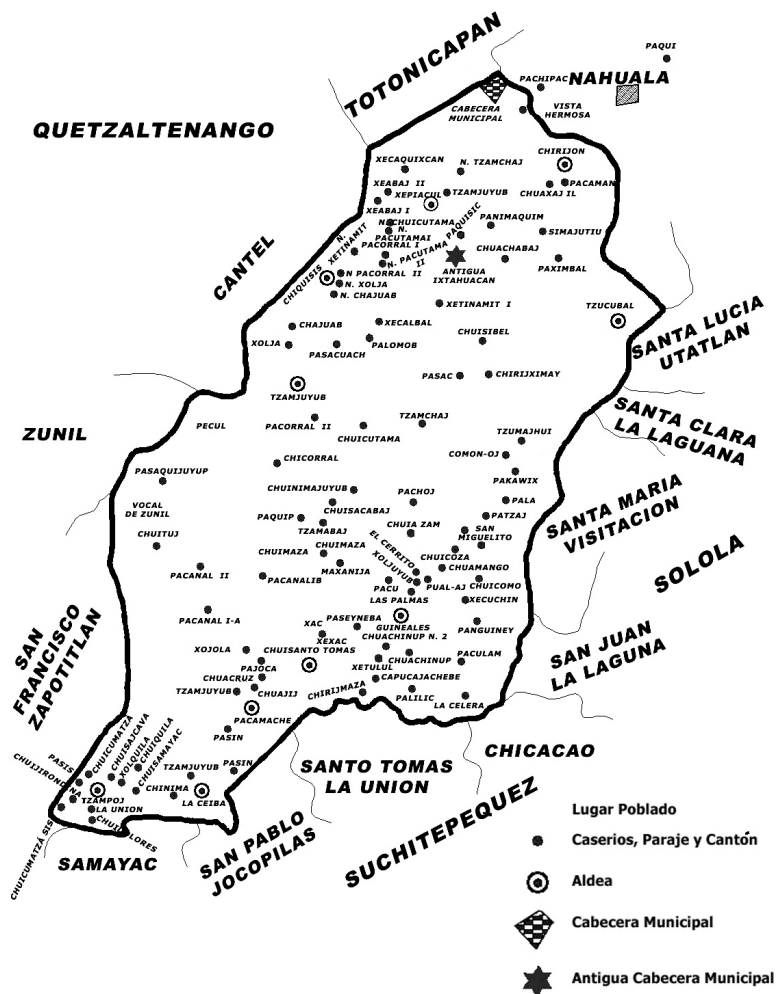 PAQUI
TOTONICAPAN
PACHIPAC
NAHUALA
CABECERA
MUNICIPAL
VISTA
HERMOSA
QUETZALTENANGO
CHIRIJON
XECAQUIXCAN
N. TZAMCHAJ
PACAMAN
CHUAXAJ IL
XEABAJ II
XEPIACUL
TZAMJUYUB
XEABAJ I
N. CHUICUTAMA
N.
PACUTAMAI
PAQUISIC
PANIMAQUIM
SIMAJUTIU
N.
XETINAMIT
PACORRAL I
N. PACUTAMA
II
CHUACHABAJ
PAXIMBAL
ANTIGUA
IXTAHUACAN
CANTEL
CHIQUISIS
N PACORRAL II
N. XOLJA
N. CHAJUAB
XETINAMIT I
TZUCUBAL
CHAJUAB
XECALBAL
CHUISIBEL
XOLJA
PASACUACH
PALOMOB
SANTA LUCIA
UTATLAN
PASAC
CHIRIJXIMAY
TZAMJUYUB
ZUNIL
PECUL
PACORRAL II
CHUICUTAMA
TZAMCHAJ
SANTA CLARA
LA LAGUANA
TZUMAJHUI
COMON-OJ
CHICORRAL
PASAQUIJUYUP
PAKAWIX
CHUINIMAJUYUB
PACHOJ
PALA
VOCAL
DE ZUNIL
CHUISACABAJ
PATZAJ
PAQUIP
TZAMABAJ
CHUIA ZAM
SAN
MIGUELITO
SANTA MARIA
VISITACION
CHUITUJ
CHUIMAZA
CHUIMAZA
EL CERRITO
CHUICOZA
XOLJUYUB
MAXANIJA
CHUAMANGO
PACANAL II
PACANALIB
PACU
PUAL-AJ
CHUICOMO
SOLOLA
LAS PALMAS
XECUCHIN
PACANAL I-A
GUINEALES
XAC
PASEYNEBA
PANGUINEY
XEXAC
CHUACHINUP N. 2
SAN
FRANCISCO
ZAPOTITLAN
XOJOLA
CHUISANTO TOMAS
CHUACHINUP
PACULAM
PAJOCA
XETULUL
SAN JUAN
LA LAGUNA
CHUACRUZ
CAPUCAJACHEBE
TZAMJUYUB
CHUAJIJ
CHIRIJMAZA
PALILIC
LA CELERA
PACAMACHE
PASIN
CHUICUMATZÁ
CHUISAJCAVA
CHUIQUILA
XOLQUILA
CHUISAMAYAC
PASIS
TZAMJUYUB
PASIN
TZAMPOJ
CHINIMA
LA CEIBA
LA UNION
CHUICUMATZÁ SIS
CHICACAO
SANTO TOMAS
LA UNION
SAMAYAC
SAN PABLO
JOCOPILAS
SUCHITEPEQUEZ
Lugar Poblado
Caserios, Paraje y Cantón
Aldea
Cabecera Municipal
Antigua Cabecera Municipal